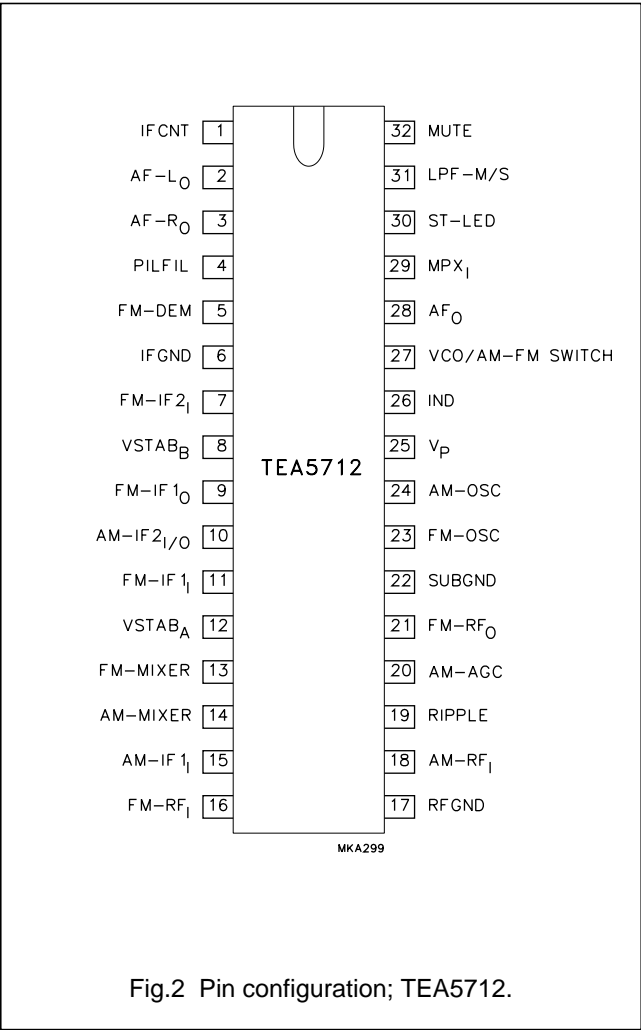 IFCNT 1 32 MUTE
AF-LO 2 31 LPF-M/S
AF-RO 3 30 ST-LED
PILFIL 4 29 MPXI
FM-DEM 5 28 AFO
IFGND 6 27 VCO/AM-FM SWITCH
FM-IF2I 7 26 IND
VSTABB 8 25 VP
TEA5712
FM-IF1O 9 24 AM-OSC
AM-IF2I/O 10 23 FM-OSC
FM-IF1I 11 22 SUBGND
VSTABA 12 21 FM-RFO
FM-MIXER 13 20 AM-AGC
AM-MIXER 14 19 RIPPLE
AM-IF1I 15 18 AM-RFI
FM-RFI 16 17 RFGND
MKA299
Fig.2 Pin configuration; TEA5712.